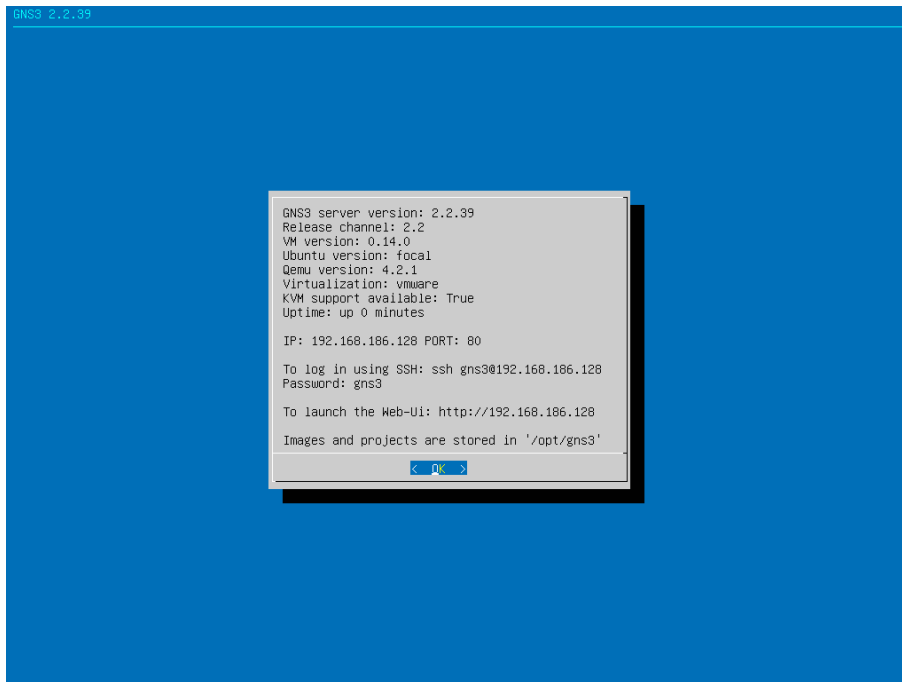 GNS3 2.2.39
GNS3 server version: 2.2.39
Release channel: 2.2
VM version: 0.14.0
Ubuntu version: focal
Qemu version: 4.2.1
Virtualization: vmware
KVM support available: True
Uptime: up 0 minutes
IP: 192.168.186.128 PORT: 80
To log in using SSH: ssh gns3@192.168.186.128
Password: gns3
To launch the Web-Ui: http://192.168.186.128
Images and projects are stored in '/opt/gns3'
<  OK  >